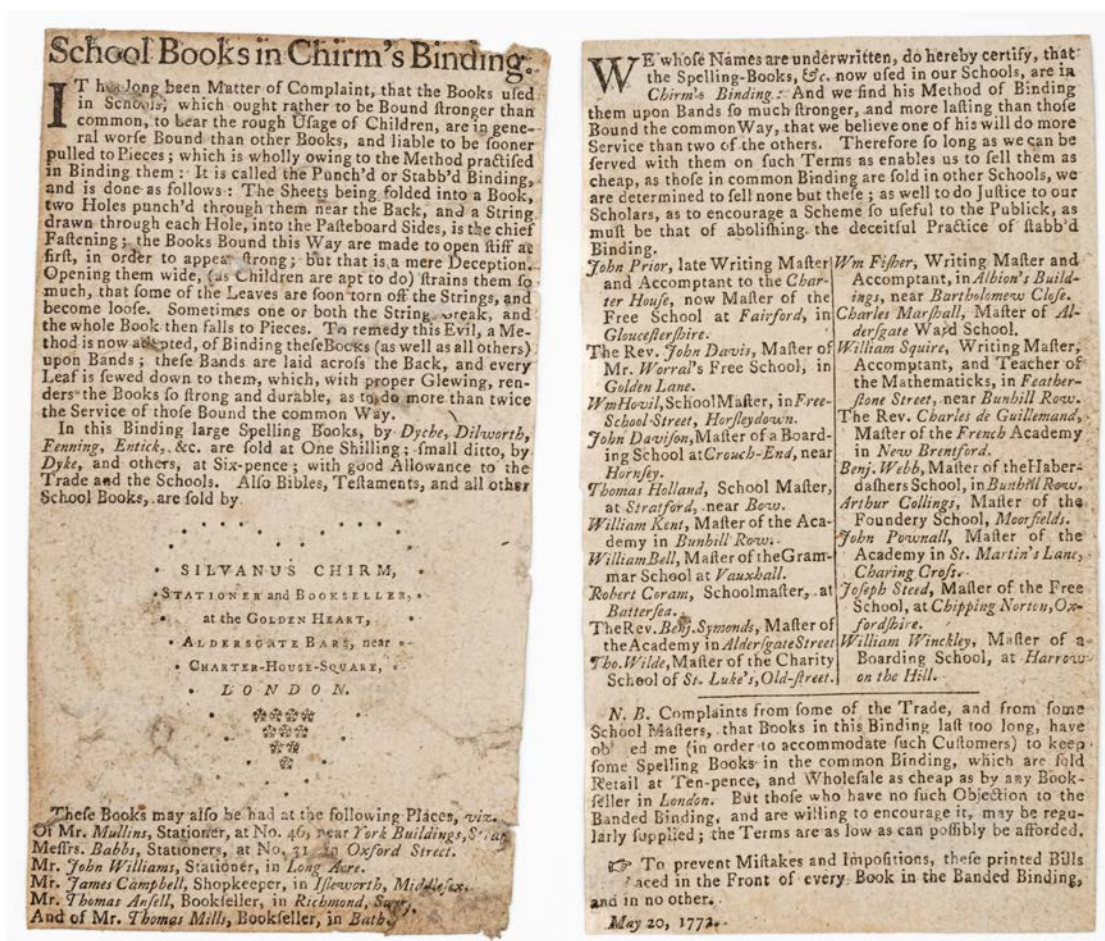 School Books in Chirm's Binding.
IT has long been Matter of Complaint, that the Books uſed
in Schools, which ought rather to be Bound ſtronger than
common, to bear the rough Uſage of Children, are in gene-
ral worſe Bound than other Books, and liable to be ſooner
pulled to Pieces; which is wholly owing to the Method practiſed
in Binding them: It is called the Punch'd or Stabb'd Binding,
and is done as follows: The Sheets being folded into a Book,
two Holes punch'd through them near the Back, and a String
drawn through each Hole, into the Paſteboard Sides, is the chief
Faſtening; the Books Bound this Way are made to open ſtiff at
firſt, in order to appear ſtrong; but that is a mere Deception.
Opening them wide, (as Children are apt to do) ſtrains them ſo
much, that ſome of the Leaves are ſoon torn off the Strings, and
become looſe. Sometimes one or both the String break, and
the whole Book then falls to Pieces. To remedy this Evil, a Me-
thod is now adopted, of Binding theſe Books (as well as all others)
upon Bands; theſe Bands are laid acroſs the Back, and every
Leaf is ſewed down to them, which, with proper Glewing, ren-
ders the Books ſo ſtrong and durable, as to do more than twice
the Service of thoſe Bound the common Way.
In this Binding large Spelling Books, by Dyche, Dilworth,
Fenning, Entick, &c. are ſold at One Shilling; ſmall ditto, by
Dyke, and others, at Six-pence; with good Allowance to the
Trade and the Schools. Alſo Bibles, Teſtaments, and all other
School Books, are ſold by
SILVANUS CHIRM,
STATIONER and BOOKSELLER,
at the GOLDEN HEART,
ALDERSGATE BARS, near
CHARTER-HOUSE-SQUARE,
LONDON.
Theſe Books may alſo be had at the following Places, viz.
Of Mr. Mullins, Stationer, at No. 46, near York Buildings,
Meſſrs. Babbs, Stationers, at No. 31 in Oxford Street.
Mr. John Williams, Stationer, in Long Acre.
Mr. James Campbell, Shopkeeper, in Iſleworth, Middleſex.
Mr. Thomas Anſell, Bookſeller, in Richmond,
And of Mr. Thomas Mills, Bookſeller, in Bath.
WE whoſe Names are underwritten, do hereby certify, that
the Spelling-Books, &c. now uſed in our Schools, are in
Chirm's Binding: And we find his Method of Binding
them upon Bands ſo much ſtronger, and more laſting than thoſe
Bound the common Way, that we believe one of his will do more
Service than two of the others. Therefore ſo long as we can be
ſerved with them on ſuch Terms as enables us to ſell them as
cheap, as thoſe in common Binding are ſold in other Schools, we
are determined to ſell none but theſe; as well to do Juſtice to our
Scholars, as to encourage a Scheme ſo uſeful to the Publick, as
muſt be that of aboliſhing the deceitful Practice of ſtabb'd
Binding.
John Prior, late Writing Maſter
and Accomptant to the Char-
ter Houſe, now Maſter of the
Free School at Fairford, in
Glouceſterſhire.
The Rev. John Davis, Maſter of
Mr. Worral's Free School, in
Golden Lane.
Wm Hovil, School Maſter, in Free-
School-Street, Horſleydown.
John Daviſon, Maſter of a Board-
ing School at Crouch-End, near
Hornſey.
Thomas Holland, School Maſter,
at Stratford, near Bow.
William Kent, Maſter of the Aca-
demy in Bunhill Row.
William Bell, Maſter of the Gram-
mar School at Vauxhall.
Robert Coram, Schoolmaſter, at
Batterſea.
The Rev. Benj. Symonds, Maſter of
the Academy in Alderſgate Street
Tho. Wilde, Maſter of the Charity
School of St. Luke's, Old-ſtreet.
Wm Fiſher, Writing Maſter and
Accomptant, in Albion's Build-
ings, near Bartholomew Cloſe.
Charles Marſhall, Maſter of Al-
derſgate Ward School.
William Squire, Writing Maſter,
Accomptant, and Teacher of
the Mathematicks, in Feather-
ſtone Street, near Bunhill Row.
The Rev. Charles de Guillemand,
Maſter of the French Academy
in New Brentford.
Benj. Webb, Maſter of the Haber-
daſhers School, in Bunhill Row.
Arthur Collings, Maſter of the
Foundery School, Moorfields.
John Pownall, Maſter of the
Academy in St. Martin's Lane,
Charing Croſs.
Joſeph Steed, Maſter of the Free
School, at Chipping Norton, Ox-
fordſhire.
William Winckley, Maſter of a
Boarding School, at Harrow
on the Hill.
N. B. Complaints from ſome of the Trade, and from ſome
School Maſters, that Books in this Binding laſt too long, have
ed me (in order to accommodate ſuch Cuſtomers) to keep
ſome Spelling Books in the common Binding, which are ſold
Retail at Ten-pence, and Wholeſale as cheap as by any Book-
ſeller in London. But thoſe who have no ſuch Objection to the
Banded Binding, and are willing to encourage it, may be regu-
larly ſupplied; the Terms are as low as can poſſibly be afforded.
☞ To prevent Miſtakes and Impoſitions, theſe printed Bills
aced in the Front of every Book in the Banded Binding,
and in no other.
May 20, 1773.